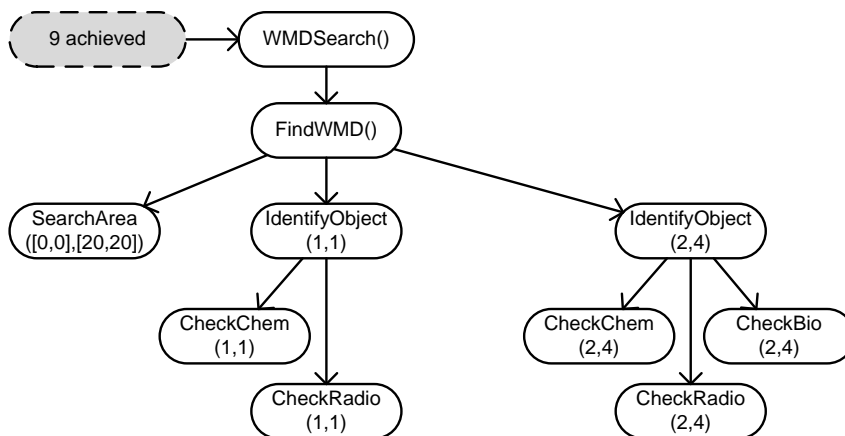 9 achieved
WMDSearch()
FindWMD()
SearchArea
([0,0],[20,20])
IdentifyObject
(1,1)
IdentifyObject
(2,4)
CheckChem
(1,1)
CheckChem
(2,4)
CheckBio
(2,4)
CheckRadio
(1,1)
CheckRadio
(2,4)